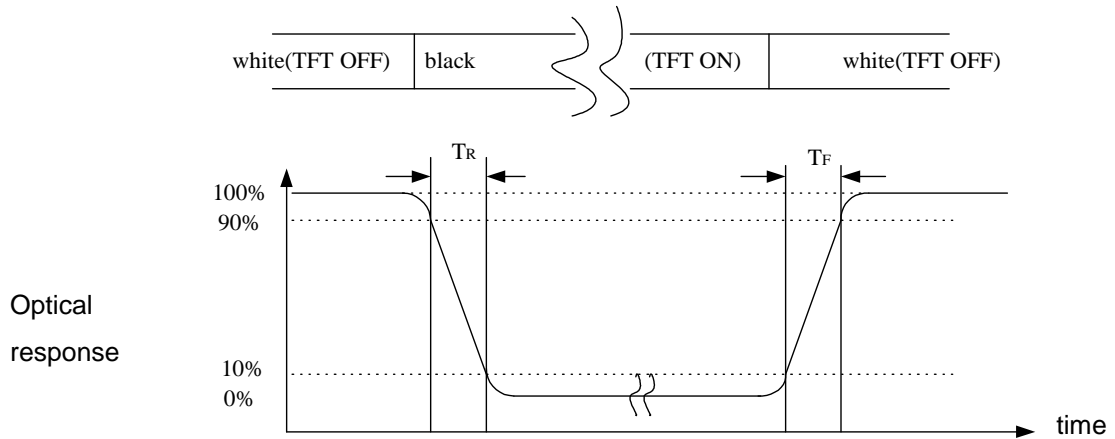 white(TFT OFF) black (TFT ON) white(TFT OFF)
TR TF
100%
90%
Optical
response
10%
0%
time